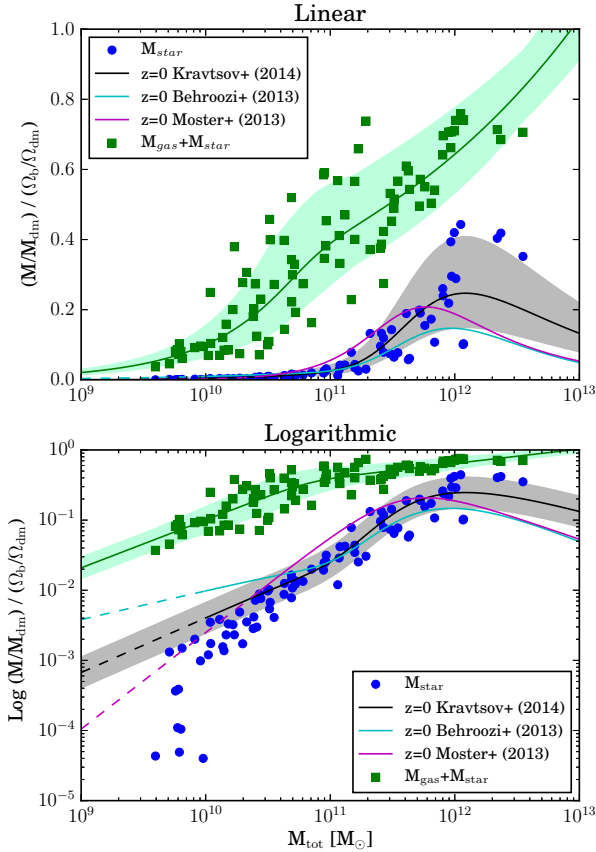 Linear
1.0
0.8
0.6
0.4
0.2
0.0
(M/M_dm) / (Ω_b/Ω_dm)
M_star
z=0 Kravtsov+ (2014)
z=0 Behroozi+ (2013)
z=0 Moster+ (2013)
M_gas+M_star
10^9 10^10 10^11 10^12 10^13
Logarithmic
10^0
10^-1
10^-2
10^-3
10^-4
10^-5
Log (M/M_dm) / (Ω_b/Ω_dm)
M_star
z=0 Kravtsov+ (2014)
z=0 Behroozi+ (2013)
z=0 Moster+ (2013)
M_gas+M_star
10^9 10^10 10^11 10^12 10^13
M_tot [M_⊙]